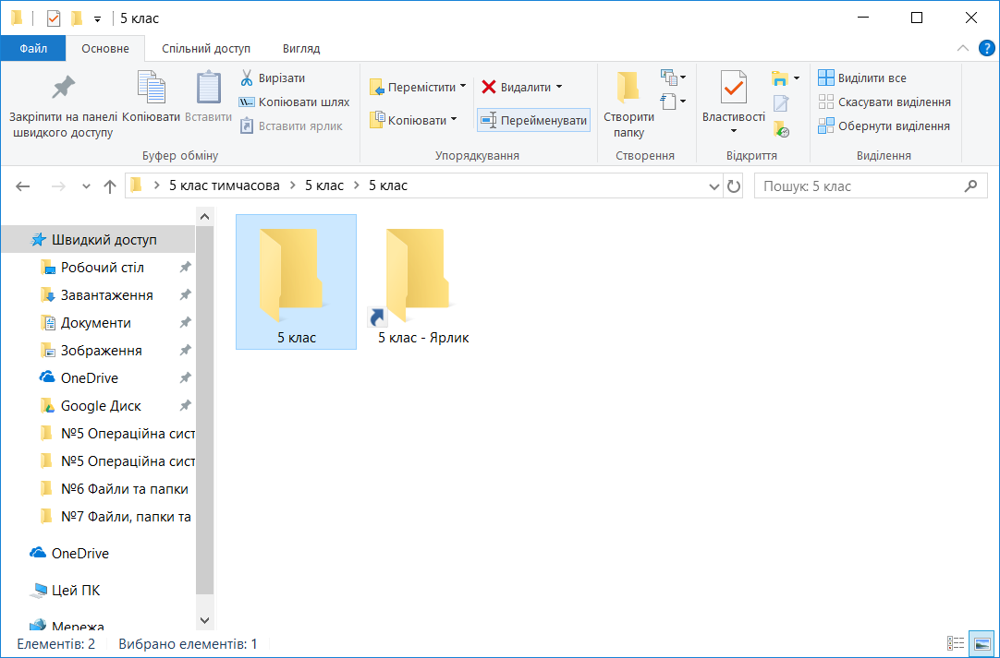 5 клас
Файл
Основне
Спільний доступ
Вигляд
?
Закріпити на панелі
швидкого доступу
Копіювати
Вставити
Вирізати
Копіювати шлях
Вставити ярлик
Буфер обміну
Перемістити
Копіювати
Видалити
Перейменувати
Упорядкування
Створити
папку
Створення
Властивості
Відкриття
Виділити все
Скасувати виділення
Обернути виділення
Виділення
5 клас тимчасова > 5 клас > 5 клас
Пошук: 5 клас
Швидкий доступ
Робочий стіл
Завантаження
Документи
Зображення
OneDrive
Google Диск
№5 Операційна сист
№5 Операційна сист
№6 Файли та папки
№7 Файли, папки та
OneDrive
Цей ПК
Мережа
5 клас
5 клас - Ярлик
Елементів: 2
Вибрано елементів: 1